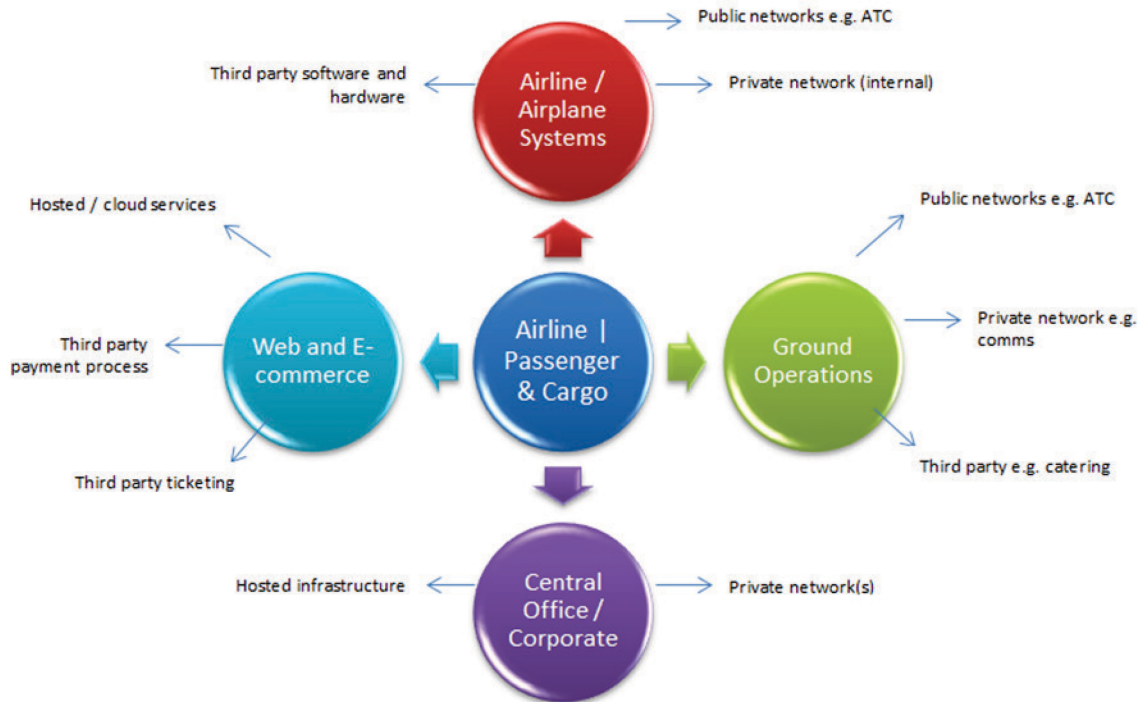 Public networks e.g. ATC
Third party software and
hardware
Airline /
Airplane
Systems
Private network (internal)
Hosted / cloud services
Public networks e.g. ATC
Third party
payment process
Web and E-
commerce
Airline |
Passenger
& Cargo
Ground
Operations
Private network e.g.
comms
Third party ticketing
Third party e.g. catering
Hosted infrastructure
Central
Office /
Corporate
Private network(s)